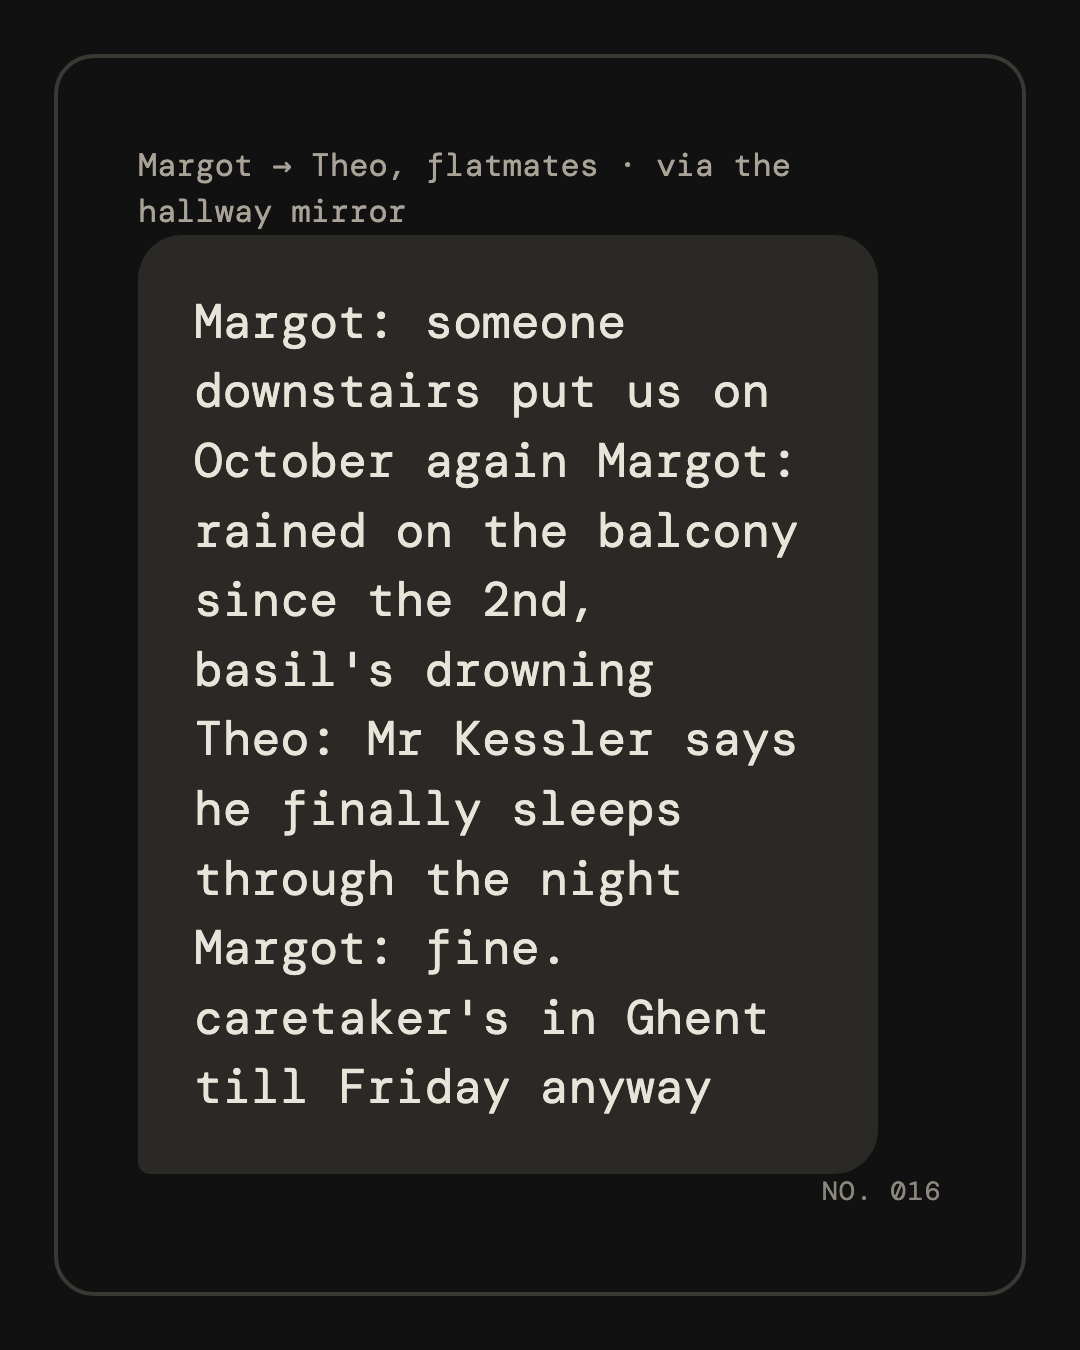 Margot → Theo, flatmates · via the
hallway mirror
Margot: someone
downstairs put us on
October again Margot:
rained on the balcony
since the 2nd,
basil's drowning
Theo: Mr Kessler says
he finally sleeps
through the night
Margot: fine.
caretaker's in Ghent
till Friday anyway
NO. 016